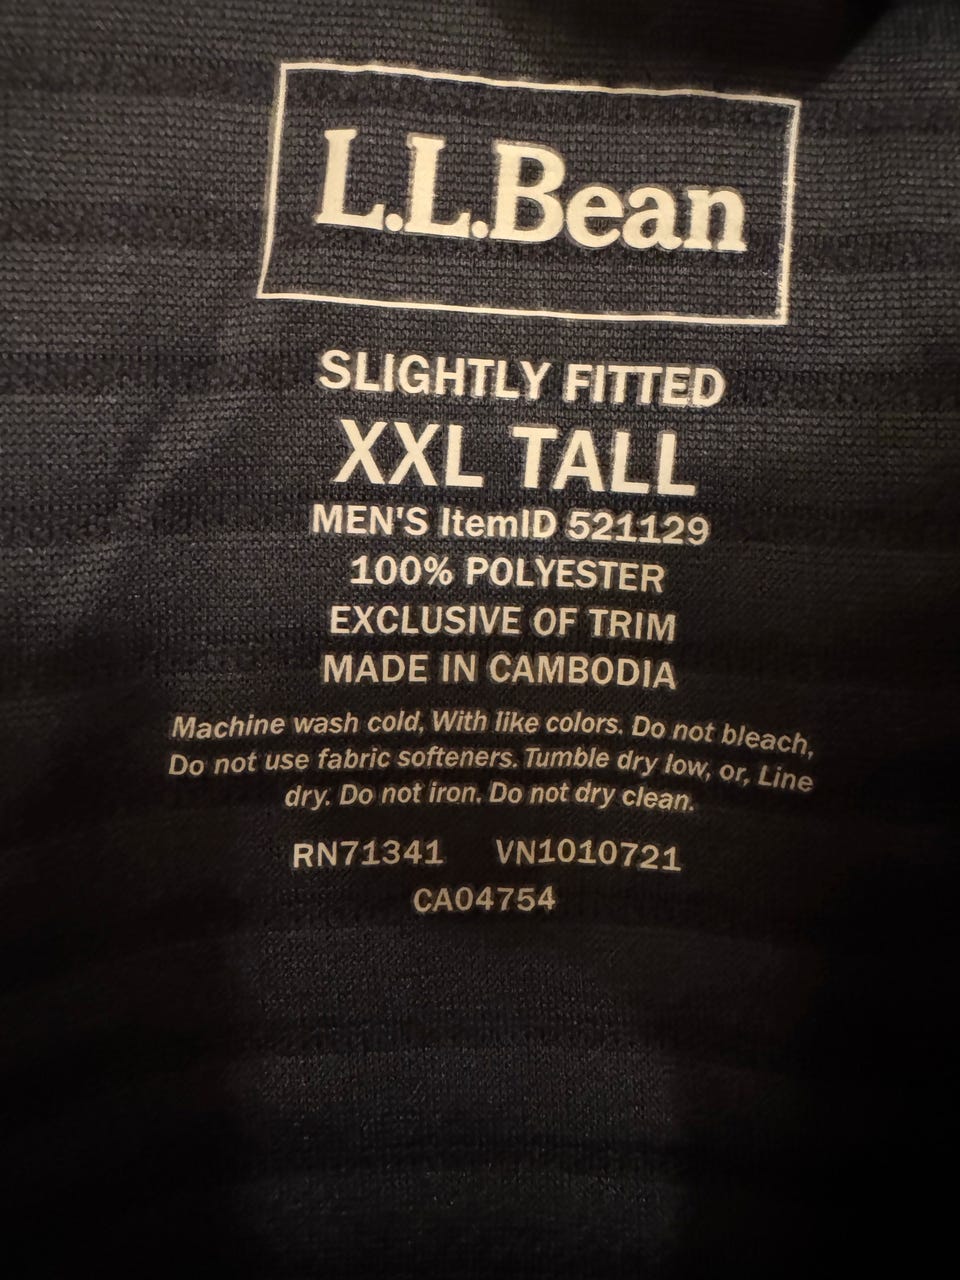 L.L.Bean
SLIGHTLY FITTED
XXL TALL
MEN'S ItemID 521129
100% POLYESTER
EXCLUSIVE OF TRIM
MADE IN CAMBODIA
Machine wash cold, With like colors. Do not bleach,
Do not use fabric softeners. Tumble dry low, or, Line
dry. Do not iron. Do not dry clean.
RN71341 VN1010721
CA04754